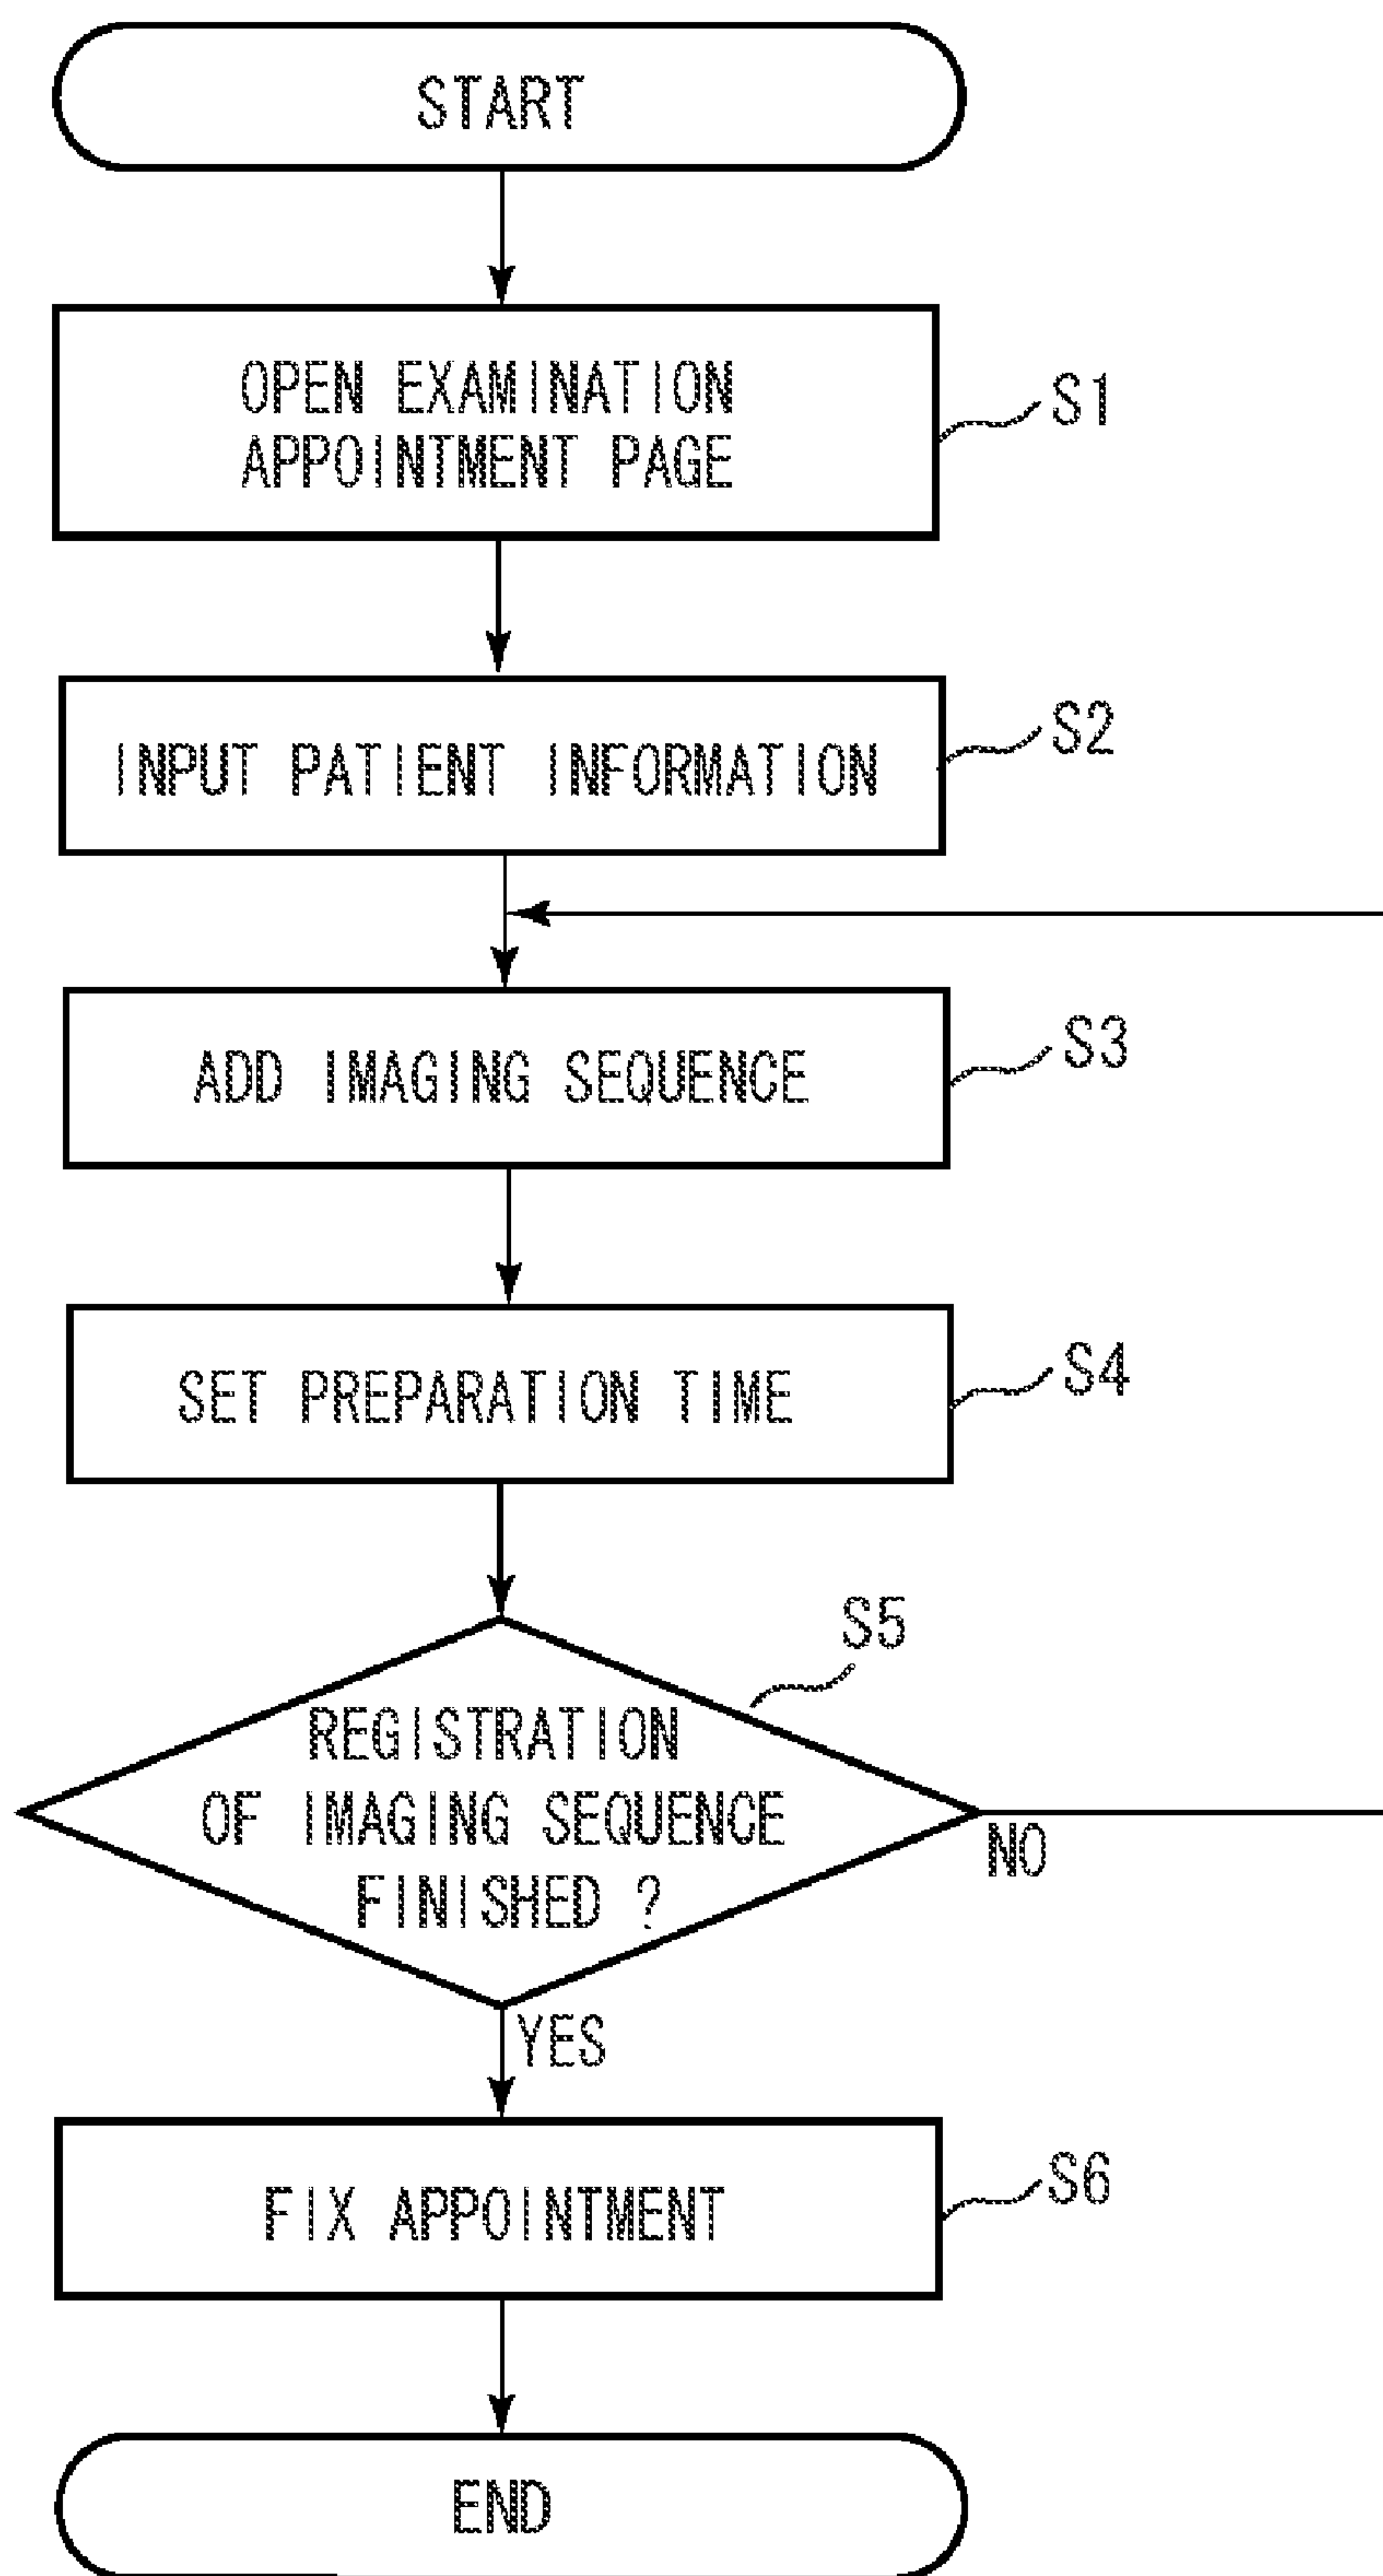 START
OPEN EXAMINATION
APPOINTMENT PAGE
S1
INPUT PATIENT INFORMATION
S2
ADD IMAGING SEQUENCE
S3
SET PREPARATION TIME
S4
S5
REGISTRATION
OF IMAGING SEQUENCE
FINISHED ?
NO
YES
FIX APPOINTMENT
S6
END